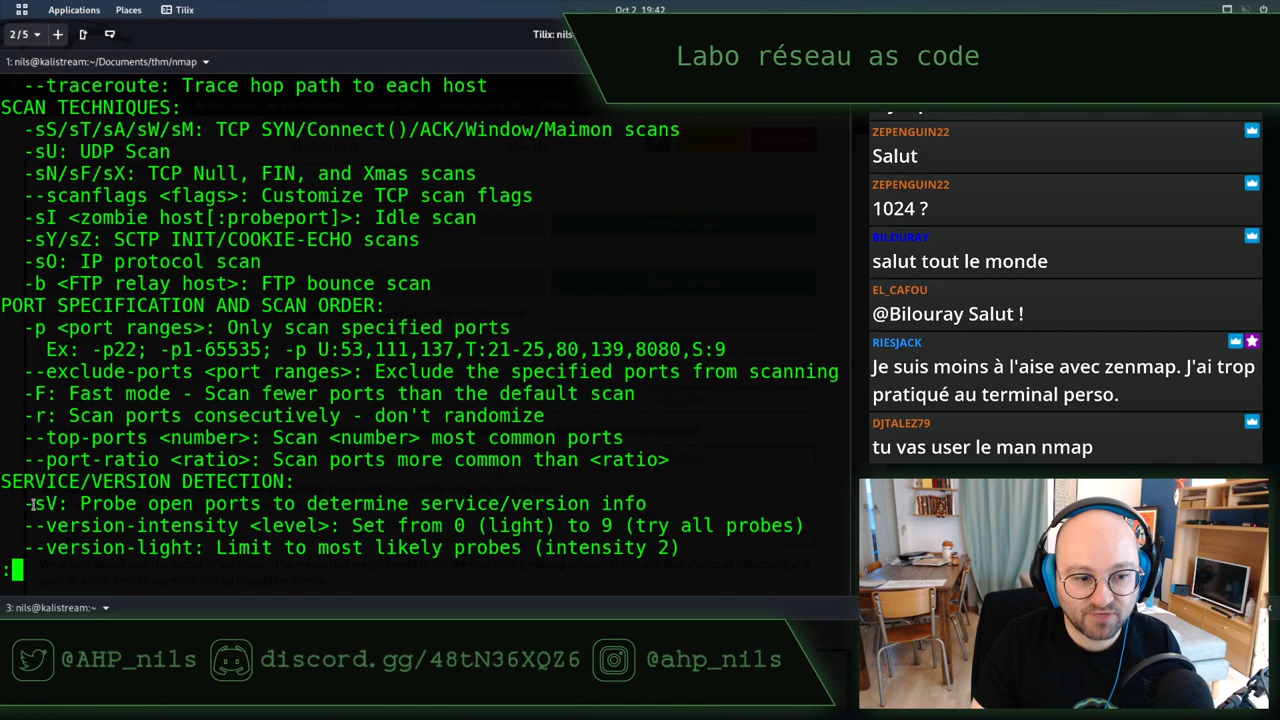 Applications Places Tilix
Oct 2, 19:42
2/5
Tilix: nils
1: nils@kalistream:~/Documents/thm/nmap
--traceroute: Trace hop path to each host
SCAN TECHNIQUES:
-sS/sT/sA/sW/sM: TCP SYN/Connect()/ACK/Window/Maimon scans
-sU: UDP Scan
-sN/sF/sX: TCP Null, FIN, and Xmas scans
--scanflags <flags>: Customize TCP scan flags
-sI <zombie host[:probeport]>: Idle scan
-sY/sZ: SCTP INIT/COOKIE-ECHO scans
-sO: IP protocol scan
-b <FTP relay host>: FTP bounce scan
PORT SPECIFICATION AND SCAN ORDER:
-p <port ranges>: Only scan specified ports
Ex: -p22; -p1-65535; -p U:53,111,137,T:21-25,80,139,8080,S:9
--exclude-ports <port ranges>: Exclude the specified ports from scanning
-F: Fast mode - Scan fewer ports than the default scan
-r: Scan ports consecutively - don't randomize
--top-ports <number>: Scan <number> most common ports
--port-ratio <ratio>: Scan ports more common than <ratio>
SERVICE/VERSION DETECTION:
-sV: Probe open ports to determine service/version info
--version-intensity <level>: Set from 0 (light) to 9 (try all probes)
--version-light: Limit to most likely probes (intensity 2)
:
3: nils@kalistream:~
Labo réseau as code
ZEPENGUIN22
Salut
ZEPENGUIN22
1024 ?
BILOURAY
salut tout le monde
EL_CAFOU
@Bilouray Salut !
RIESJACK
Je suis moins à l'aise avec zenmap. J'ai trop
pratiqué au terminal perso.
DJTALEZ79
tu vas user le man nmap
@AHP_nils discord.gg/48tN36XQZ6 @ahp_nils